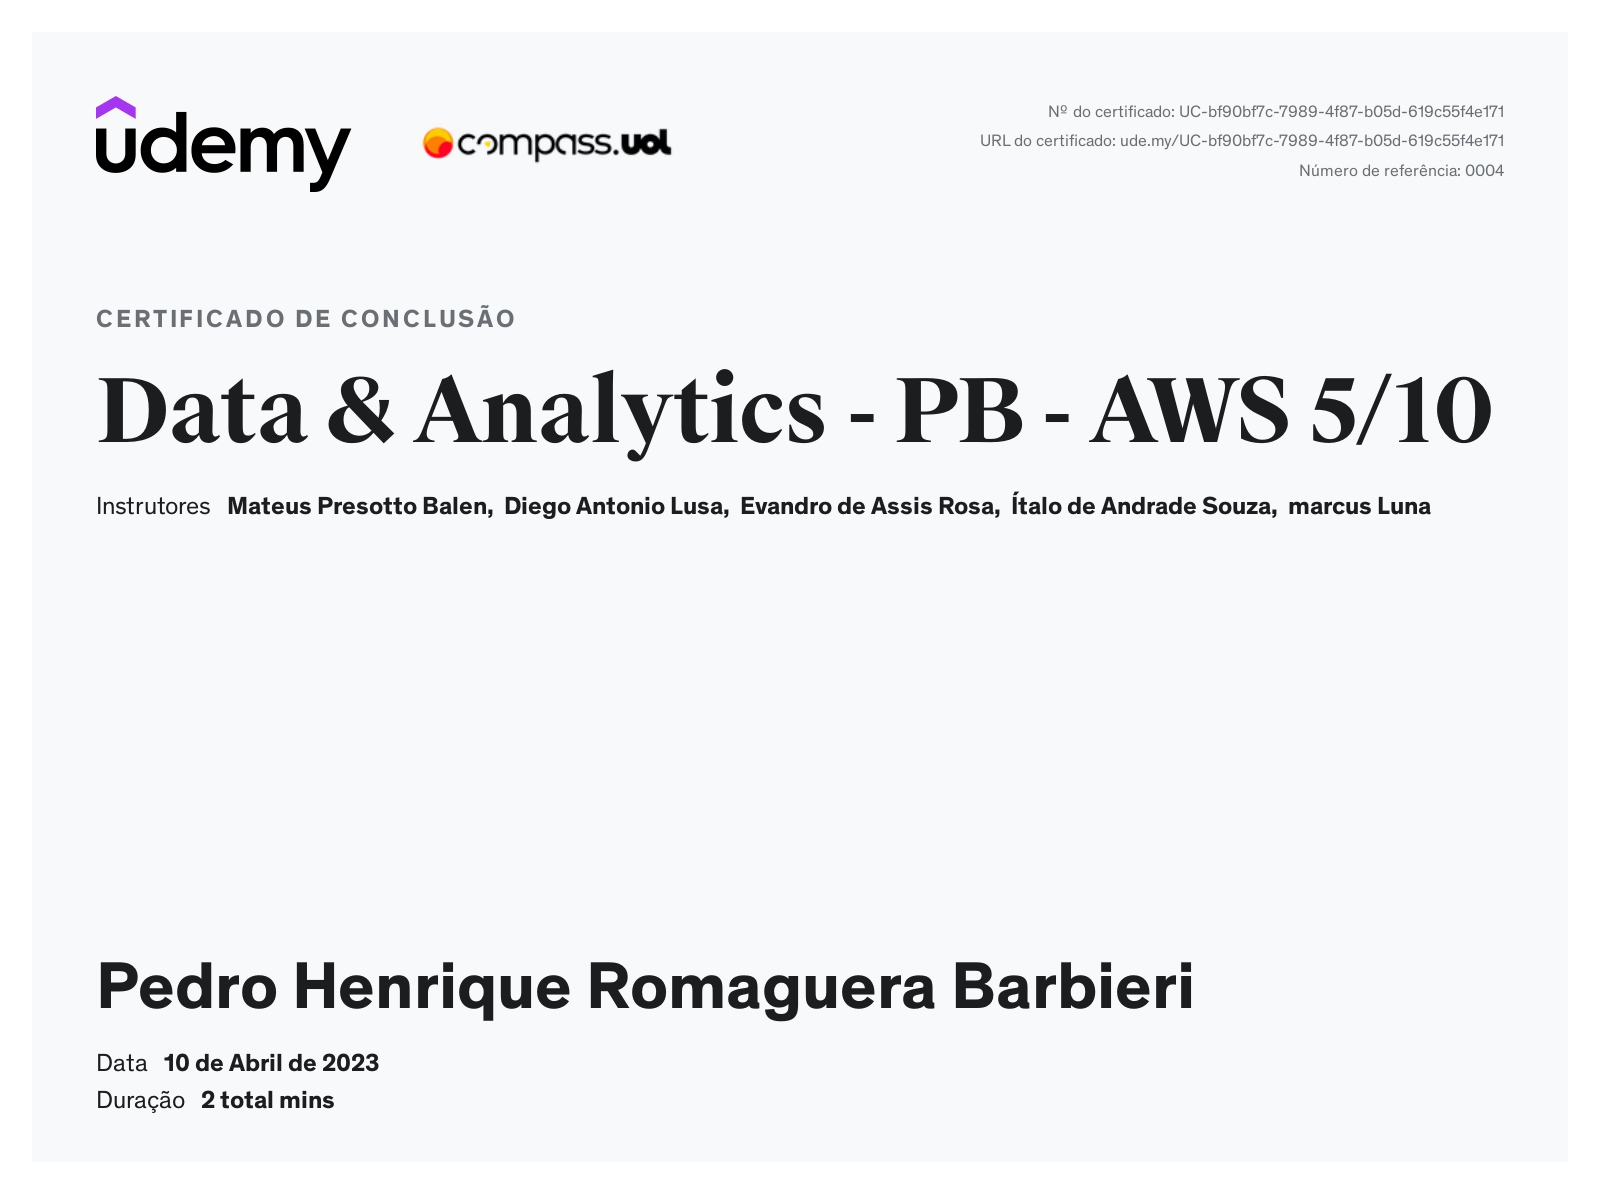 udemy
compass.uol
Nº do certificado: UC-bf90bf7c-7989-4f87-b05d-619c55f4e171
URL do certificado: ude.my/UC-bf90bf7c-7989-4f87-b05d-619c55f4e171
Número de referência: 0004
CERTIFICADO DE CONCLUSÃO
Data & Analytics - PB - AWS 5/10
Instrutores Mateus Presotto Balen, Diego Antonio Lusa, Evandro de Assis Rosa, Ítalo de Andrade Souza, marcus Luna
Pedro Henrique Romaguera Barbieri
Data 10 de Abril de 2023
Duração 2 total mins